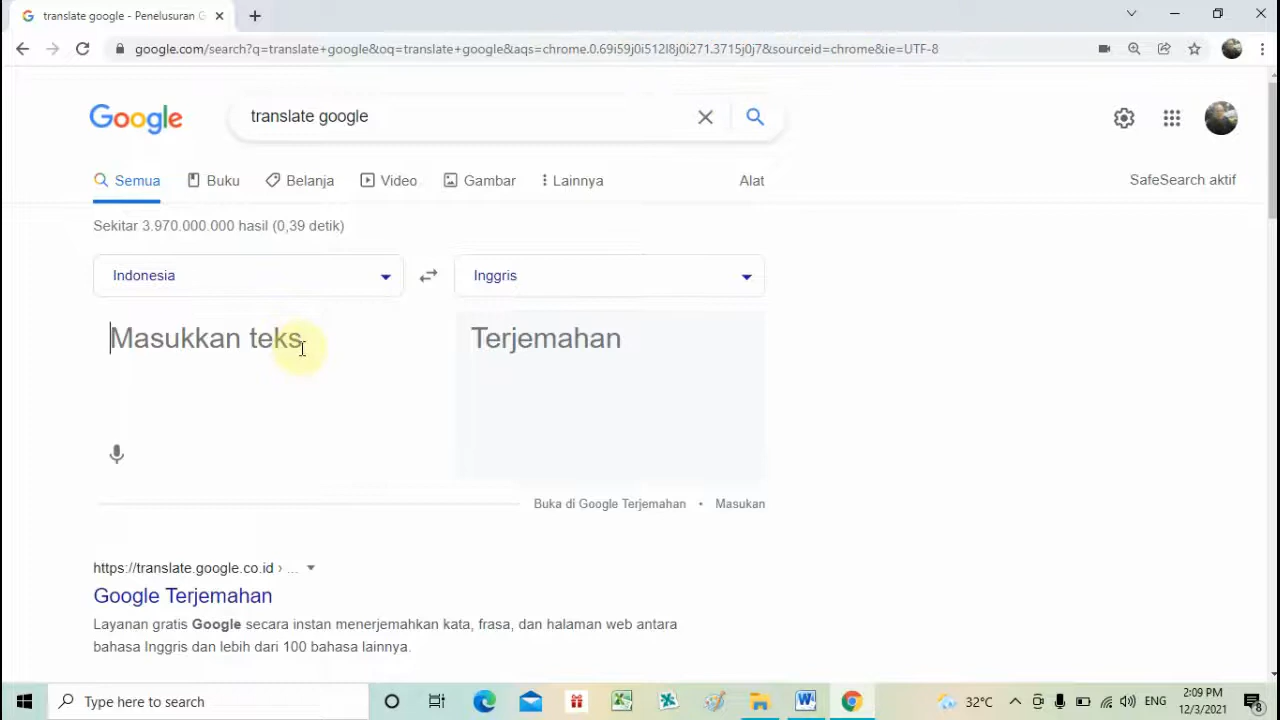 translate google - Penelusuran G
google.com/search?q=translate+google&oq=translate+google&aqs=chrome.0.69i59j0i512l8j0i271.3715j0j7&sourceid=chrome&ie=UTF-8
Google
translate google
Semua Buku Belanja Video Gambar Lainnya Alat SafeSearch aktif
Sekitar 3.970.000.000 hasil (0,39 detik)
Indonesia Inggris
Masukkan teks Terjemahan
Buka di Google Terjemahan • Masukan
https://translate.google.co.id › ...
Google Terjemahan
Layanan gratis Google secara instan menerjemahkan kata, frasa, dan halaman web antara
bahasa Inggris dan lebih dari 100 bahasa lainnya.
Type here to search 32°C ENG 2:09 PM
12/3/2021 8